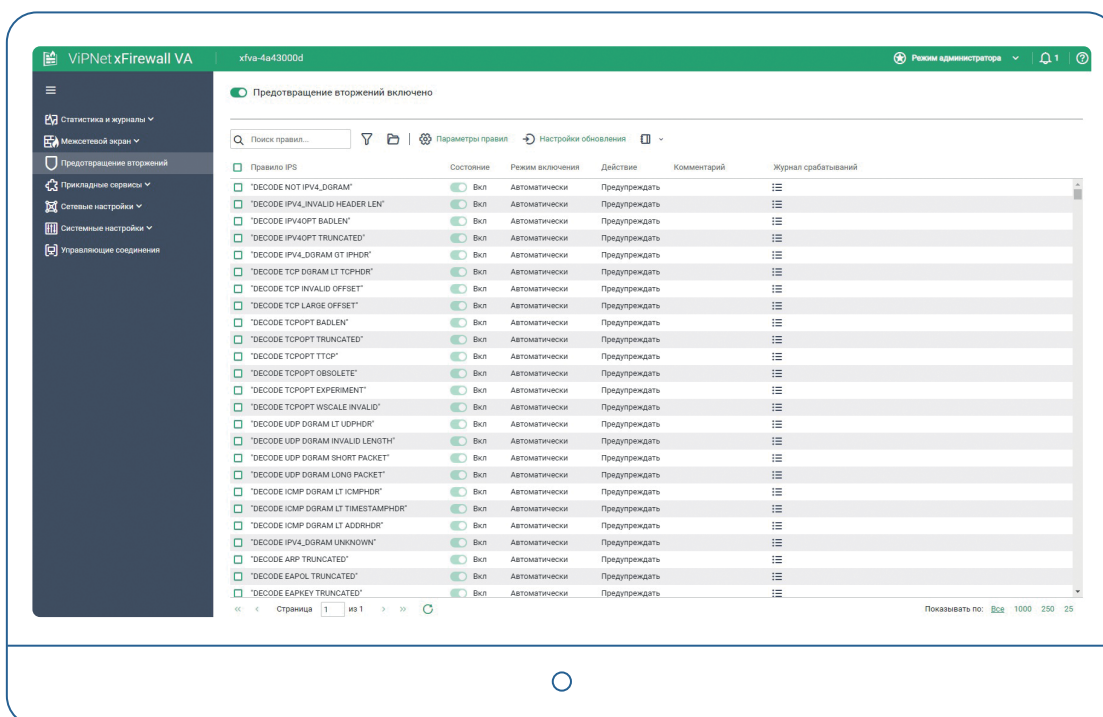 ViPNet xFirewall VA xfva-4a43000d Режим администратора 1
Предотвращение вторжений включено
Статистика и журналы
Межсетевой экран
Предотвращение вторжений
Прикладные сервисы
Сетевые настройки
Системные настройки
Управляющие соединения
Поиск правил... Параметры правил Настройки обновления
Правило IPS Состояние Режим включения Действие Комментарий Журнал срабатываний
"DECODE NOT IPV4_DGRAM" Вкл Автоматически Предупреждать
"DECODE IPV4_INVALID HEADER LEN" Вкл Автоматически Предупреждать
"DECODE IPV4OPT BADLEN" Вкл Автоматически Предупреждать
"DECODE IPV4OPT TRUNCATED" Вкл Автоматически Предупреждать
"DECODE IPV4_DGRAM GT IPHDR" Вкл Автоматически Предупреждать
"DECODE TCP DGRAM LT TCPHDR" Вкл Автоматически Предупреждать
"DECODE TCP INVALID OFFSET" Вкл Автоматически Предупреждать
"DECODE TCP LARGE OFFSET" Вкл Автоматически Предупреждать
"DECODE TCPOPT BADLEN" Вкл Автоматически Предупреждать
"DECODE TCPOPT TRUNCATED" Вкл Автоматически Предупреждать
"DECODE TCPOPT TTCP" Вкл Автоматически Предупреждать
"DECODE TCPOPT OBSOLETE" Вкл Автоматически Предупреждать
"DECODE TCPOPT EXPERIMENT" Вкл Автоматически Предупреждать
"DECODE TCPOPT WSCALE INVALID" Вкл Автоматически Предупреждать
"DECODE UDP DGRAM LT UDPHDR" Вкл Автоматически Предупреждать
"DECODE UDP DGRAM INVALID LENGTH" Вкл Автоматически Предупреждать
"DECODE UDP DGRAM SHORT PACKET" Вкл Автоматически Предупреждать
"DECODE UDP DGRAM LONG PACKET" Вкл Автоматически Предупреждать
"DECODE ICMP DGRAM LT ICMPHDR" Вкл Автоматически Предупреждать
"DECODE ICMP DGRAM LT TIMESTAMPHDR" Вкл Автоматически Предупреждать
"DECODE ICMP DGRAM LT ADDRHDR" Вкл Автоматически Предупреждать
"DECODE IPV4_DGRAM UNKNOWN" Вкл Автоматически Предупреждать
"DECODE ARP TRUNCATED" Вкл Автоматически Предупреждать
"DECODE EAPOL TRUNCATED" Вкл Автоматически Предупреждать
"DECODE EAPKEY TRUNCATED" Вкл Автоматически Предупреждать
Страница 1 из 1 Показывать по: Все 1000 250 25